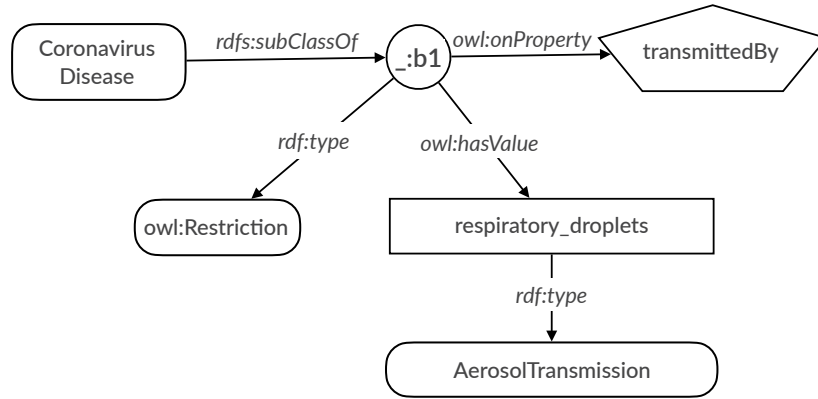 Coronavirus
Disease
rdfs:subClassOf
_:b1
owl:onProperty
transmittedBy
rdf:type
owl:hasValue
owl:Restriction
respiratory_droplets
rdf:type
AerosolTransmission